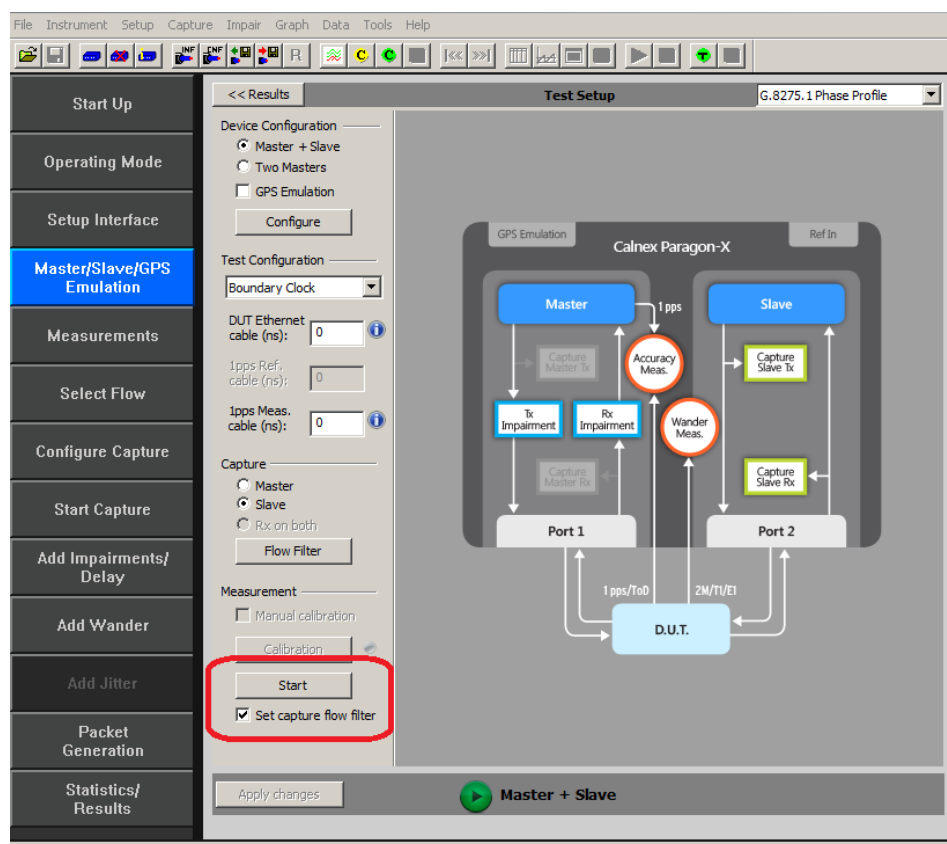 File Instrument Setup Capture Impair Graph Data Tools Help
INF
INF
R
C
C
T
Start Up
Operating Mode
Setup Interface
Master/Slave/GPS
Emulation
Measurements
Select Flow
Configure Capture
Start Capture
Add Impairments/
Delay
Add Wander
Add Jitter
Packet
Generation
Statistics/
Results
<< Results
Test Setup
G.8275.1 Phase Profile
Device Configuration
Master + Slave
Two Masters
GPS Emulation
Configure
Test Configuration
Boundary Clock
DUT Ethernet
cable (ns):
0
1pps Ref.
cable (ns):
0
1pps Meas.
cable (ns):
0
Capture
Master
Slave
Rx on both
Flow Filter
Measurement
Manual calibration
Calibration
Start
Set capture flow filter
GPS Emulation
Ref In
Calnex Paragon-X
Master
1 pps
Slave
Capture
Master Tx
Accuracy
Meas.
Capture
Slave Tx
Tx
Impairment
Rx
Impairment
Wander
Meas.
Capture
Master Rx
Capture
Slave Rx
Port 1
Port 2
1 pps/ToD
2M/T1/E1
D.U.T.
Apply changes
Master + Slave